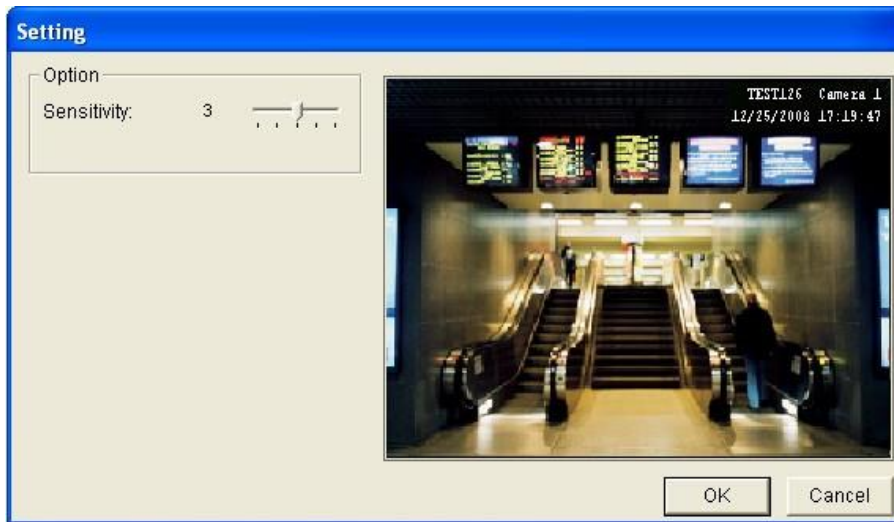 Setting
Option
Sensitivity: 3
TEST126 Camera 1
12/25/2008 17:19:47
OK
Cancel